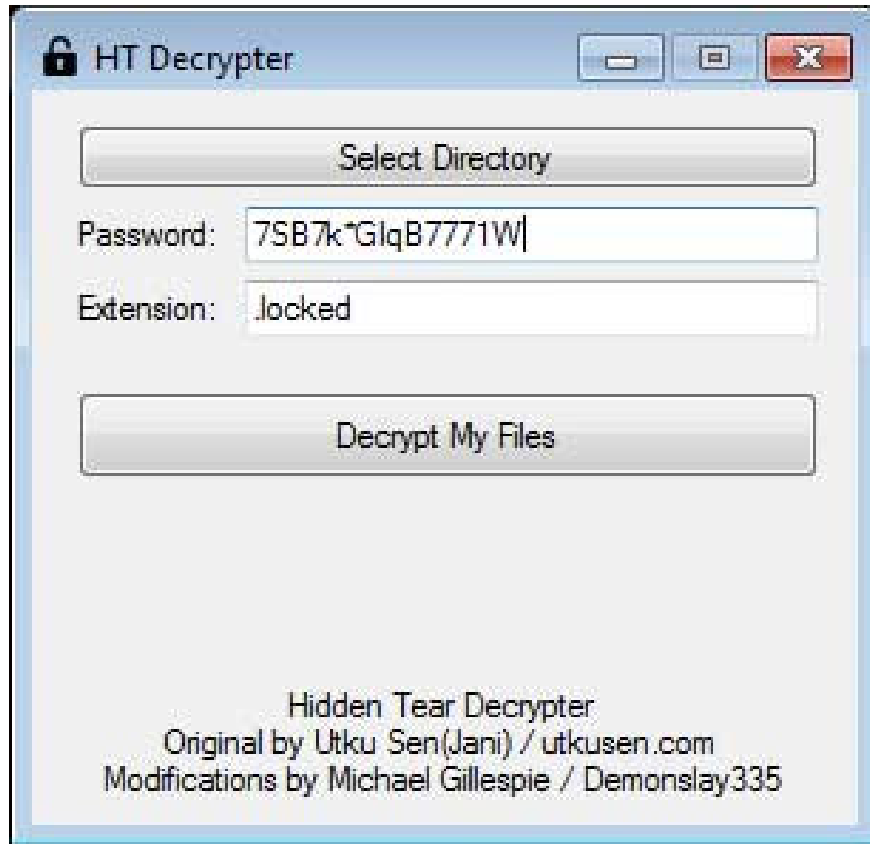 HT Decrypter
Select Directory
Password: 7SB7k*GlqB7771W
Extension: .locked
Decrypt My Files
Hidden Tear Decrypter
Original by Utku Sen(Jani) / utkusen.com
Modifications by Michael Gillespie / Demonslay335